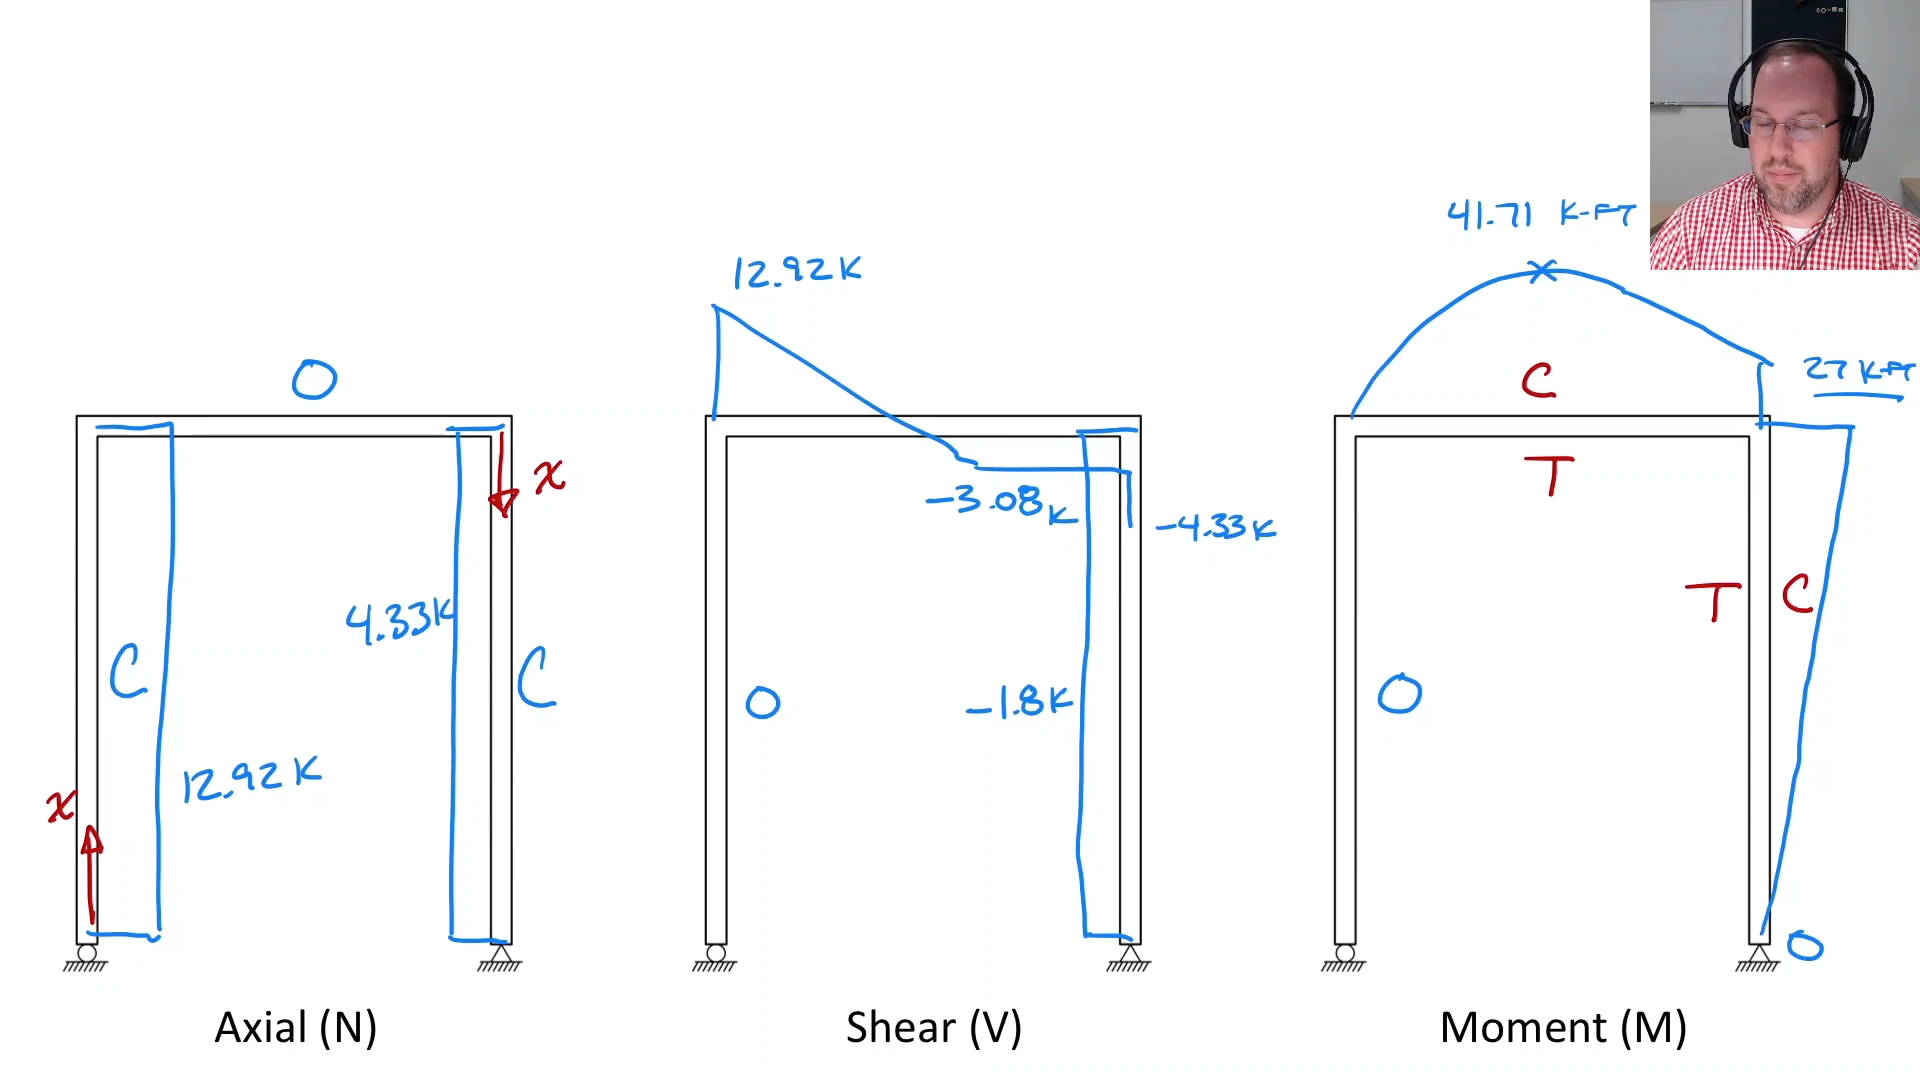 41.71 K-FT
12.92K
27 K-FT
O
C
x
T
-3.08K
-4.33K
4.33K
T
C
C
C
O
-1.8K
O
12.92K
x
O
Axial (N)
Shear (V)
Moment (M)